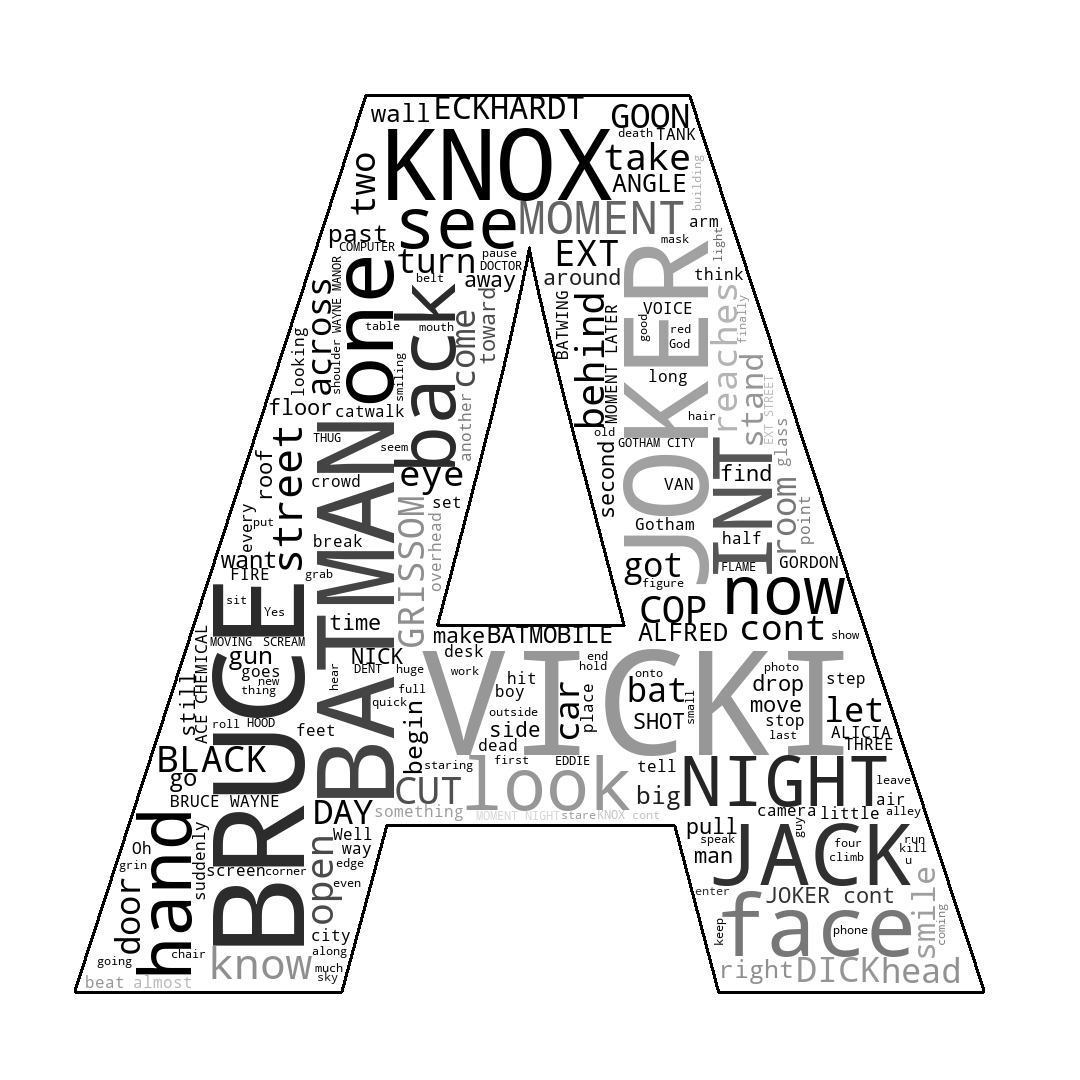 wall ECKHARDT GOON
death TANK
KNOX take
two ANGLE building
see MOMENT arm
past mask light
COMPUTER turn pause EXT
DOCTOR around think
belt away
WAYNE MANOR one back toward BATWING behind MOMENT LATER VOICE JOKER reaches finally
across table mouth come good red
God
looking shoulder smiling long
floor catwalk another hair stand EXT STREET
THUG old GOTHAM CITY glass
street seem second
roof crowd eye VAN INT find
BATMAN GRISSOM set room
every put overhead Gotham point
break half
want got FLAME GORDON
FIRE grab figure now
BRUCE sit Yes COP
time ALFRED cont show
MOVING SCREAM make BATMOBILE
ACE CHEMICAL gun NICK desk end
goes DENT huge work hold VICKI photo
still new hear hit onto drop step
thing full boy car place bat small move
roll HOOD quick outside SHOT stop let
feet begin side last ALICIA
dead THREE
BLACK staring first EDDIE tell NIGHT
go CUT look big leave
BRUCE WAYNE DAY something air
MOMENT NIGHT stare KNOX cont camera little alley
hand suddenly Well pull guy
Oh way speak JACK four run
grin edge man climb kill
screen corner even u
door open enter JOKER cont
face smile
city keep phone coming
going chair along
know much right DICK head
beat almost sky